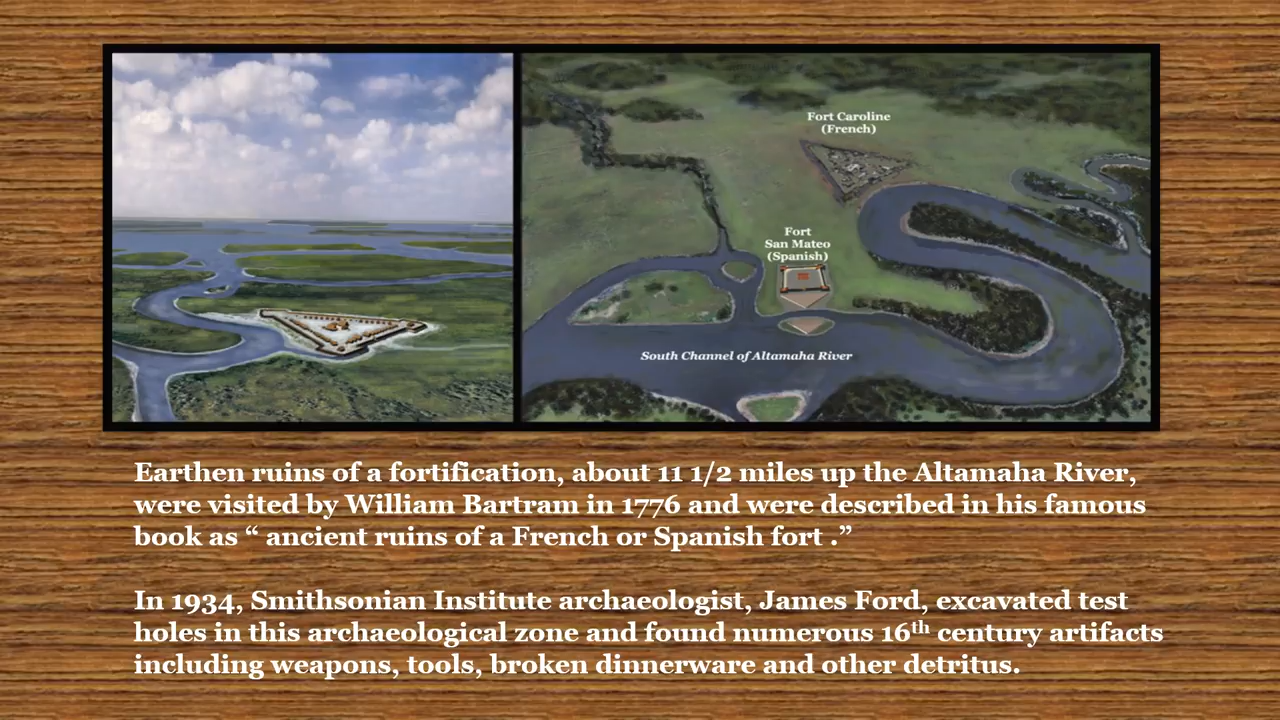 Fort Caroline
(French)
Fort
San Mateo
(Spanish)
South Channel of Altamaha River
Earthen ruins of a fortification, about 11 1/2 miles up the Altamaha River,
were visited by William Bartram in 1776 and were described in his famous
book as “ ancient ruins of a French or Spanish fort .”
In 1934, Smithsonian Institute archaeologist, James Ford, excavated test
holes in this archaeological zone and found numerous 16th century artifacts
including weapons, tools, broken dinnerware and other detritus.